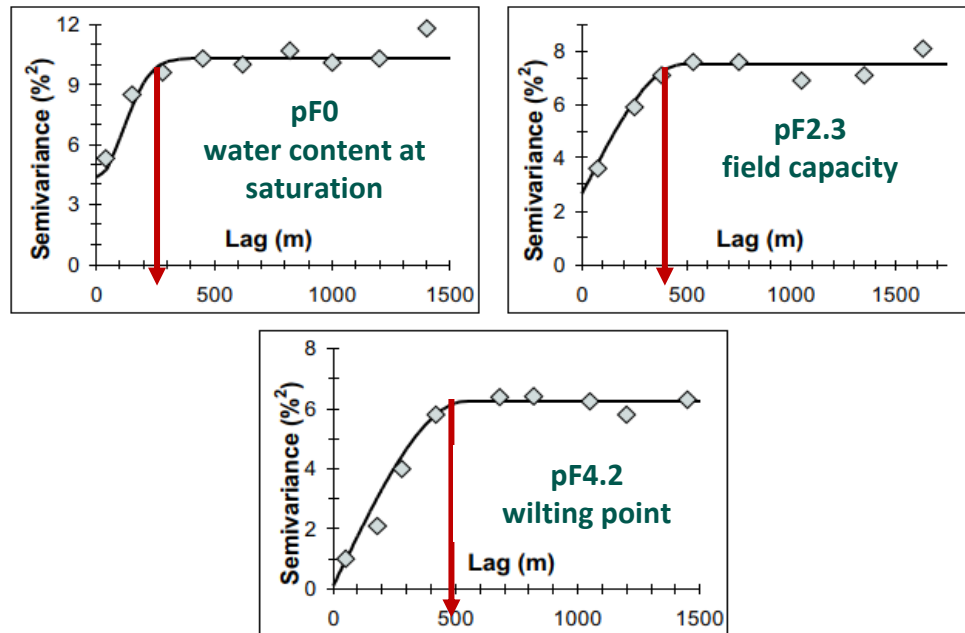 12
9
6
3
0
Semivariance (%²)
pF0
water content at
saturation
Lag (m)
0 500 1000 1500
8
6
4
2
0
Semivariance (%²)
pF2.3
field capacity
Lag (m)
0 500 1000 1500
8
6
4
2
0
Semivariance (%²)
pF4.2
wilting point
Lag (m)
0 500 1000 1500